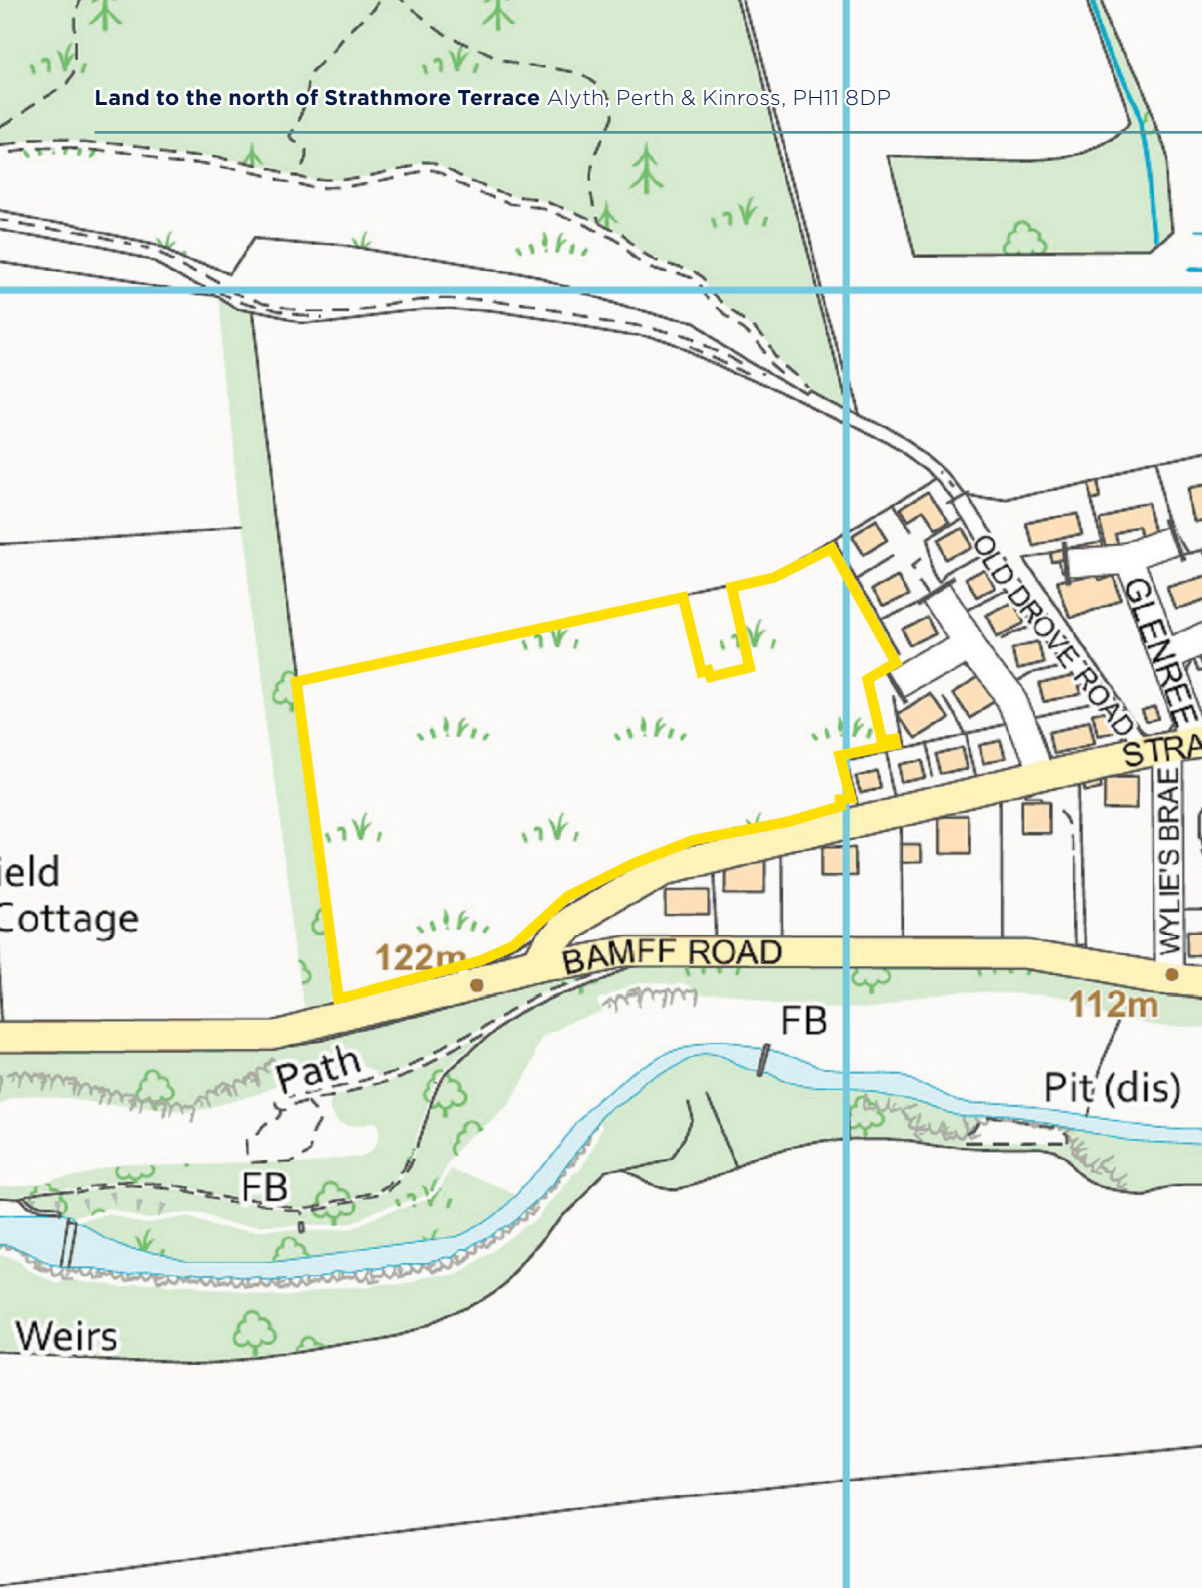 Land to the north of Strathmore Terrace Alyth, Perth & Kinross, PH11 8DP
OLD DROVE ROAD
GLENREE
STRA
WYLIE'S BRAE
ield
Cottage
122m
BAMFF ROAD
112m
FB
Path
Pit (dis)
FB
Weirs